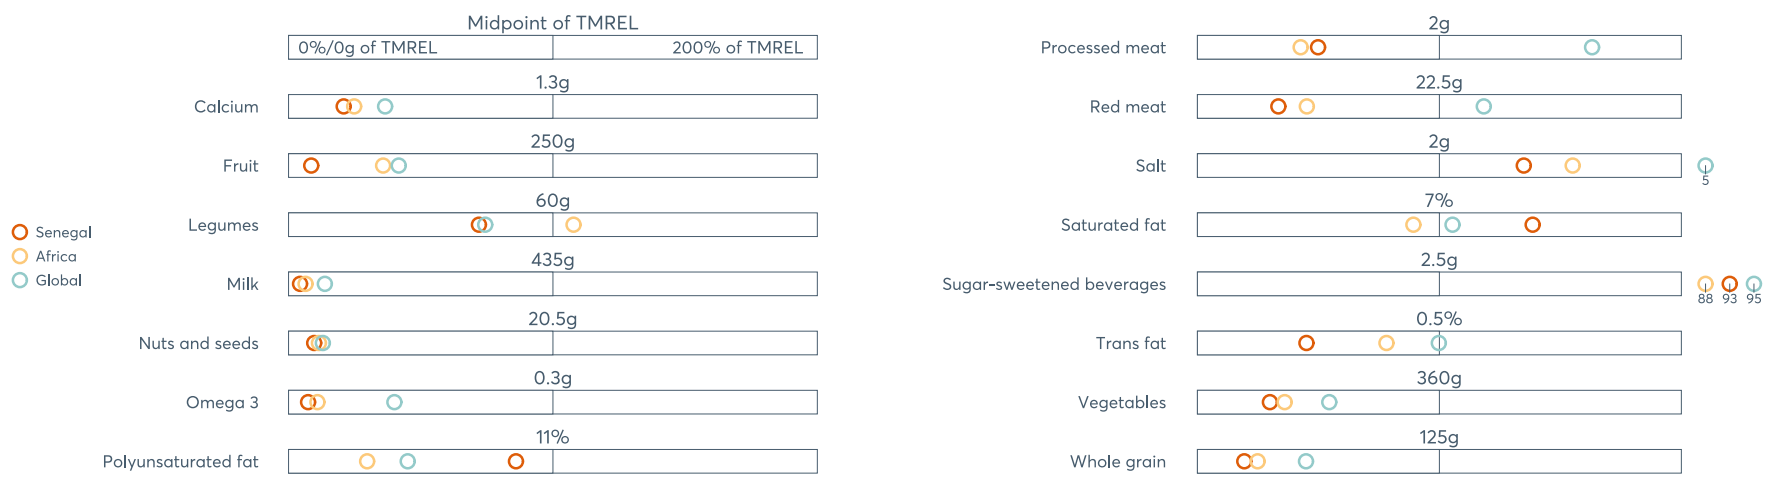 Midpoint of TMREL
0%/0g of TMREL 200% of TMREL
1.3g
Calcium
250g
Fruit
60g
Legumes
435g
Milk
20.5g
Nuts and seeds
0.3g
Omega 3
11%
Polyunsaturated fat
Senegal
Africa
Global
2g
Processed meat
22.5g
Red meat
2g
Salt
5
7%
Saturated fat
2.5g
Sugar-sweetened beverages
88 93 95
0.5%
Trans fat
360g
Vegetables
125g
Whole grain